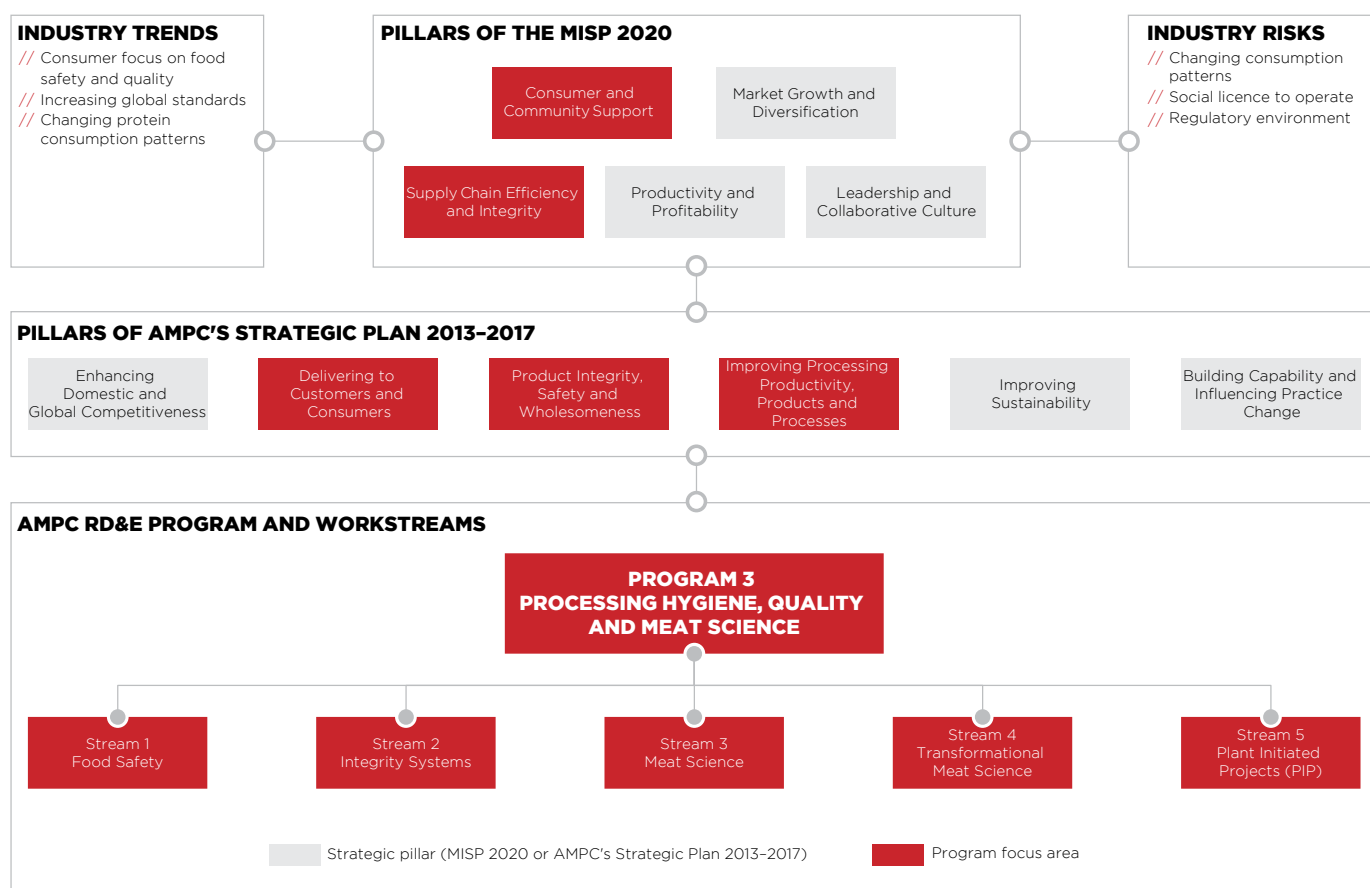 INDUSTRY TRENDS
// Consumer focus on food
safety and quality
// Increasing global standards
// Changing protein
consumption patterns
PILLARS OF THE MISP 2020
Consumer and
Community Support
Market Growth and
Diversification
Supply Chain Efficiency
and Integrity
Productivity and
Profitability
Leadership and
Collaborative Culture
INDUSTRY RISKS
// Changing consumption
patterns
// Social licence to operate
// Regulatory environment
PILLARS OF AMPC'S STRATEGIC PLAN 2013–2017
Enhancing
Domestic and
Global Competitiveness
Delivering to
Customers and
Consumers
Product Integrity,
Safety and
Wholesomeness
Improving Processing
Productivity,
Products and
Processes
Improving
Sustainability
Building Capability and
Influencing Practice
Change
AMPC RD&E PROGRAM AND WORKSTREAMS
PROGRAM 3
PROCESSING HYGIENE, QUALITY
AND MEAT SCIENCE
Stream 1
Food Safety
Stream 2
Integrity Systems
Stream 3
Meat Science
Stream 4
Transformational
Meat Science
Stream 5
Plant Initiated
Projects (PIP)
Strategic pillar (MISP 2020 or AMPC's Strategic Plan 2013–2017)
Program focus area